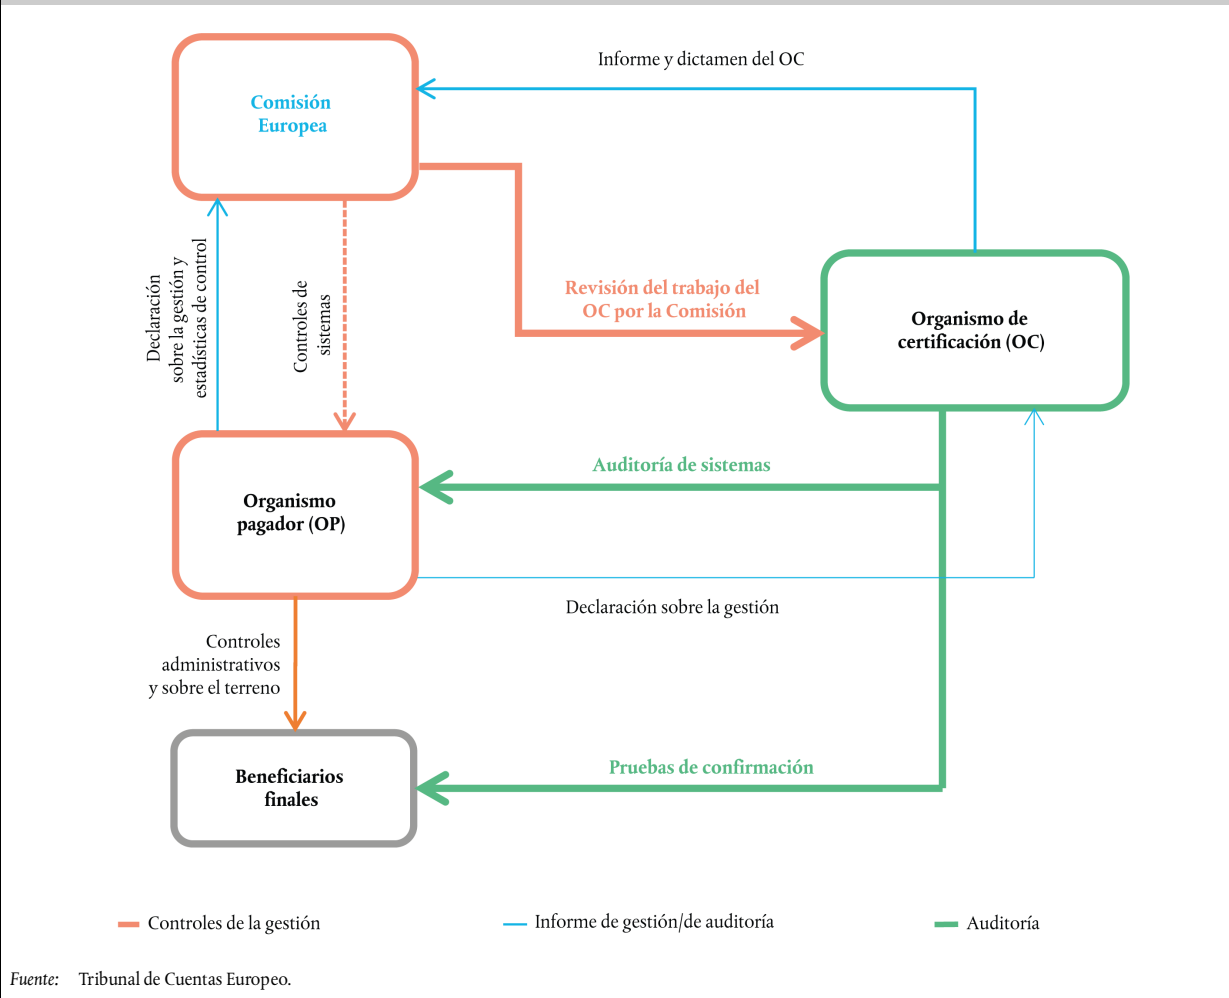 Informe y dictamen del OC
Comisión
Europea
Declaración
sobre la gestión y
estadísticas de control
Controles de
sistemas
Revisión del trabajo del
OC por la Comisión
Organismo de
certificación (OC)
Auditoría de sistemas
Organismo
pagador (OP)
Declaración sobre la gestión
Controles
administrativos
y sobre el terreno
Pruebas de confirmación
Beneficiarios
finales
Controles de la gestión
Informe de gestión/de auditoría
Auditoría
Fuente: Tribunal de Cuentas Europeo.